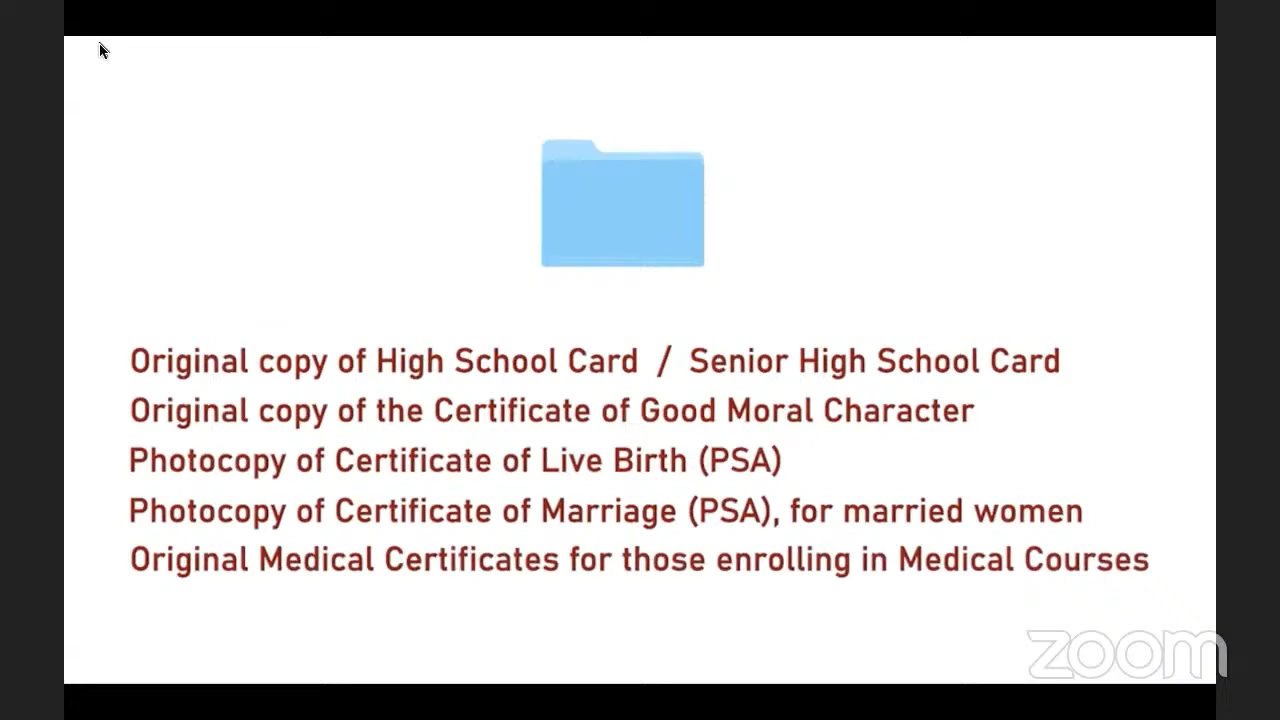 Original copy of High School Card / Senior High School Card
Original copy of the Certificate of Good Moral Character
Photocopy of Certificate of Live Birth (PSA)
Photocopy of Certificate of Marriage (PSA), for married women
Original Medical Certificates for those enrolling in Medical Courses
zoom